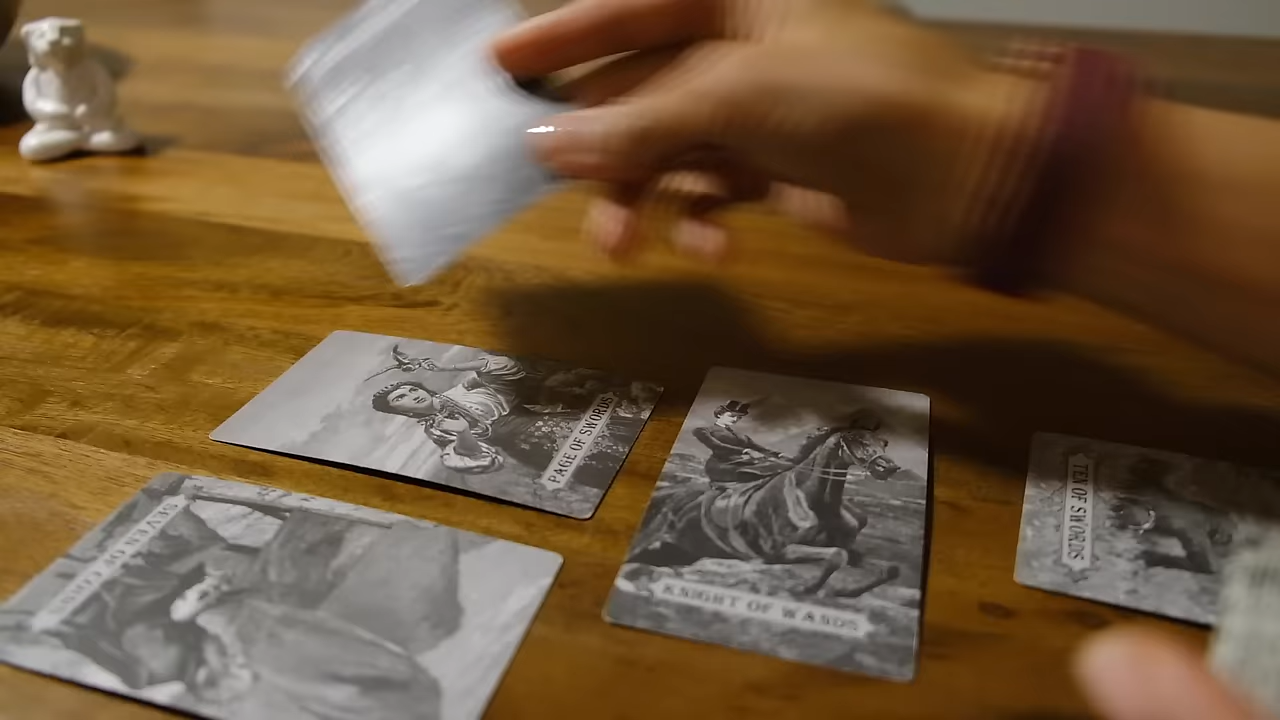 PAGE OF SWORDS
SEVEN OF CUPS
KNIGHT OF WANDS
TEN OF SWORDS